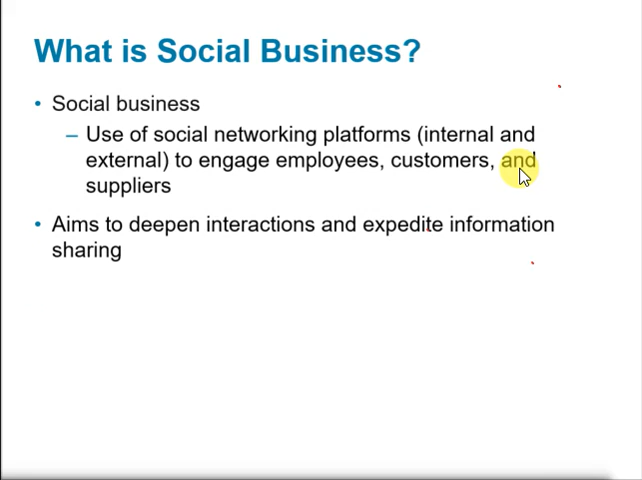 What is Social Business?
• Social business
– Use of social networking platforms (internal and
external) to engage employees, customers, and
suppliers
• Aims to deepen interactions and expedite information
sharing